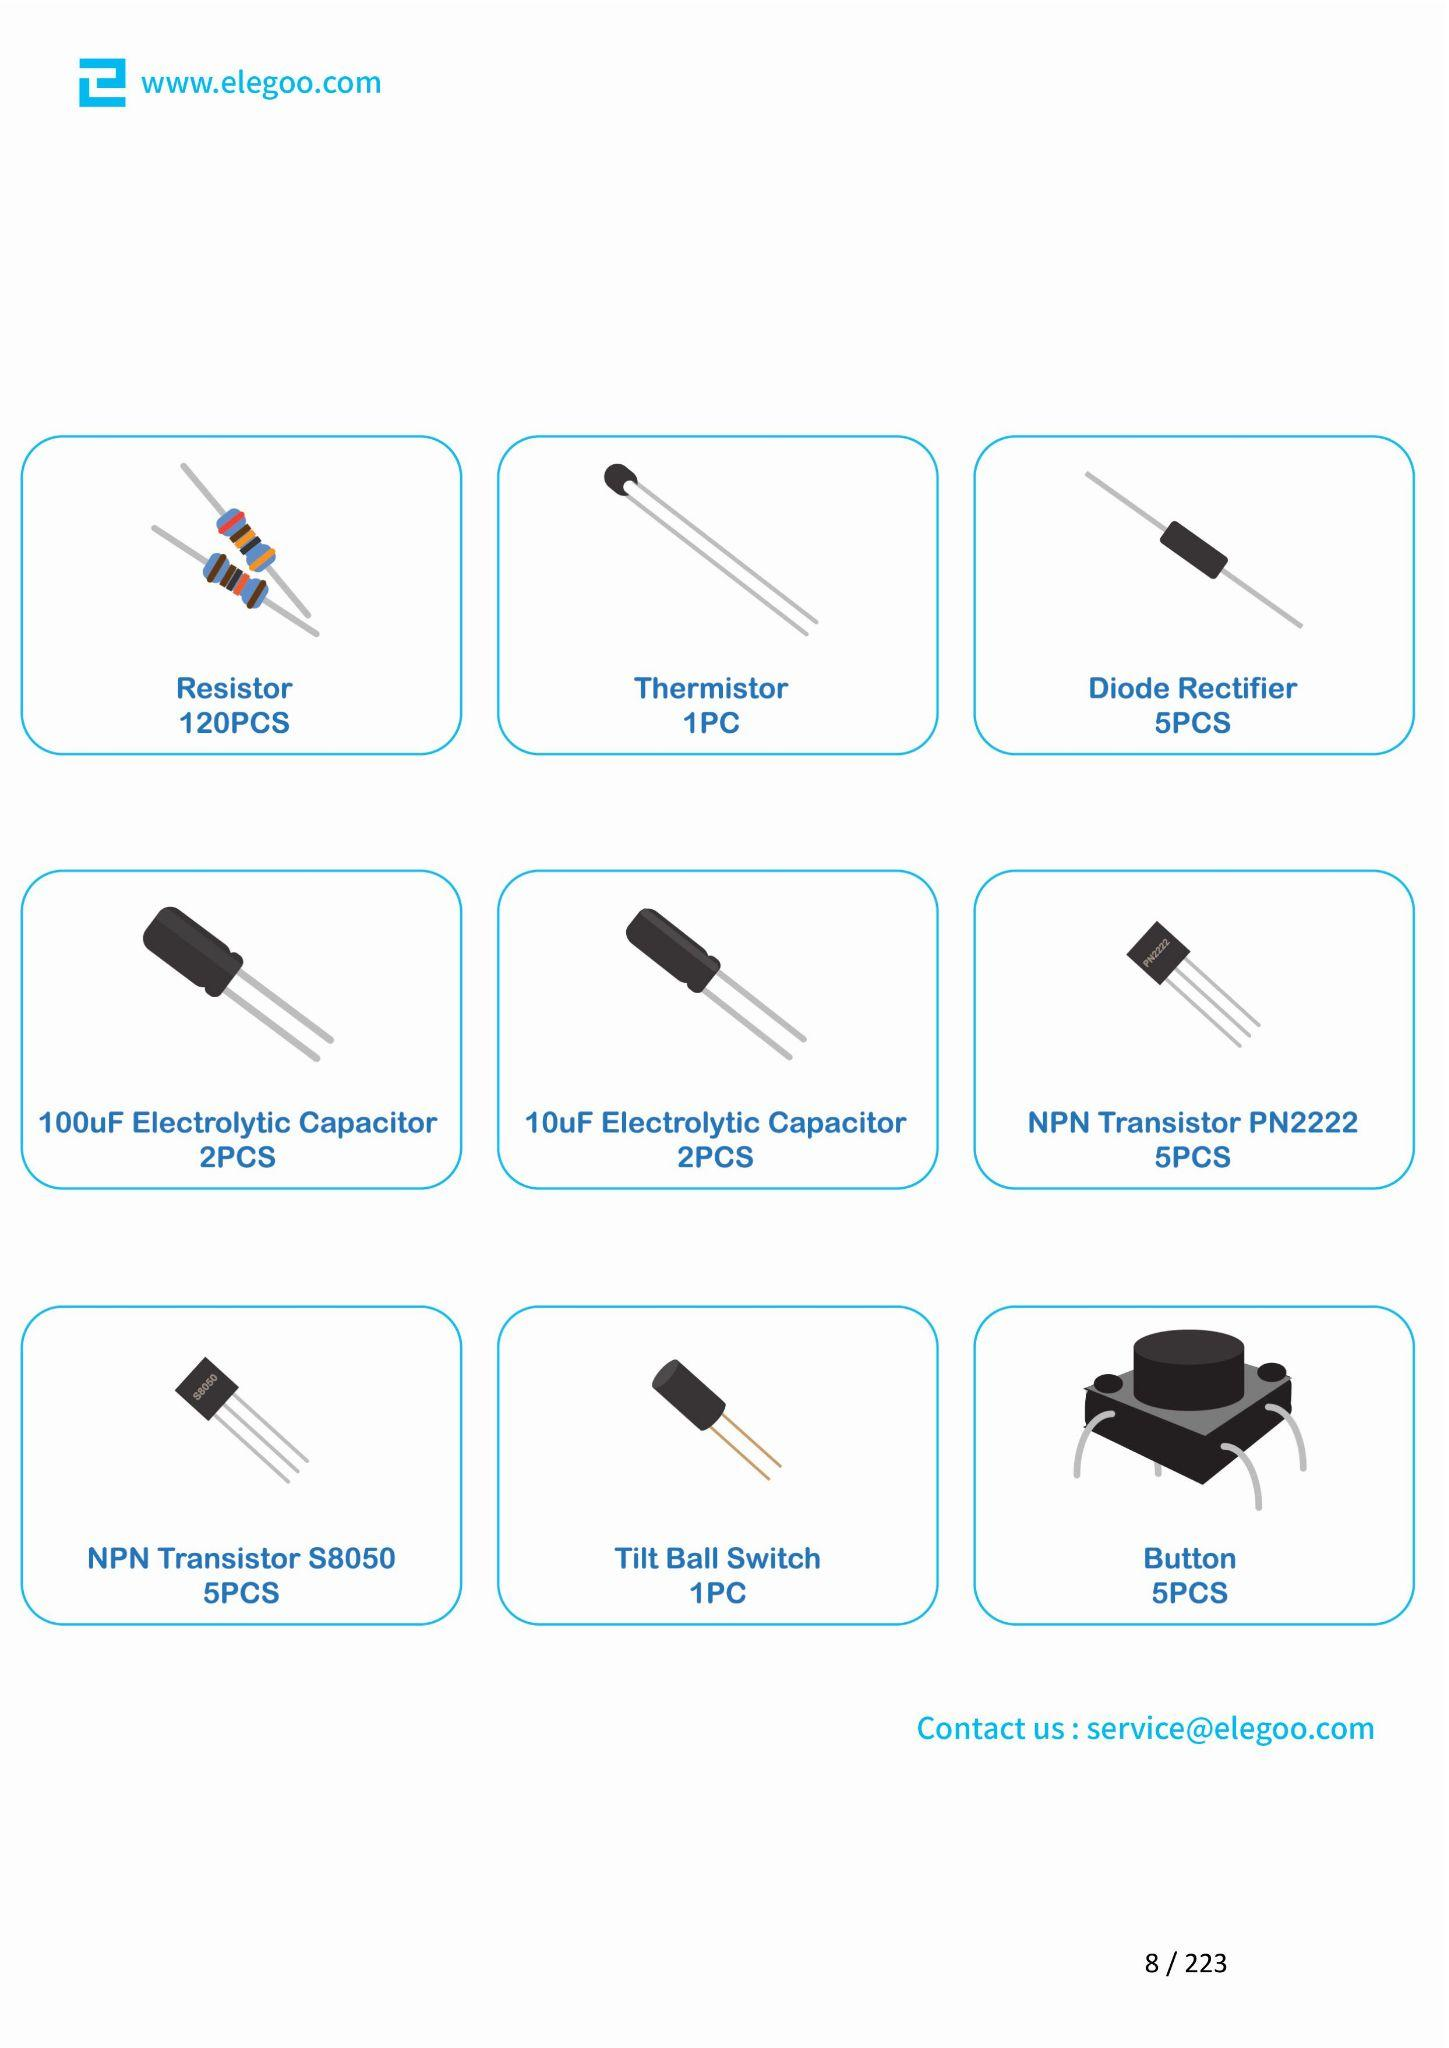 www.elegoo.com
Resistor
120PCS
Thermistor
1PC
Diode Rectifier
5PCS
100uF Electrolytic Capacitor
2PCS
10uF Electrolytic Capacitor
2PCS
PN2222
NPN Transistor PN2222
5PCS
S8050
NPN Transistor S8050
5PCS
Tilt Ball Switch
1PC
Button
5PCS
Contact us : service@elegoo.com
8 / 223